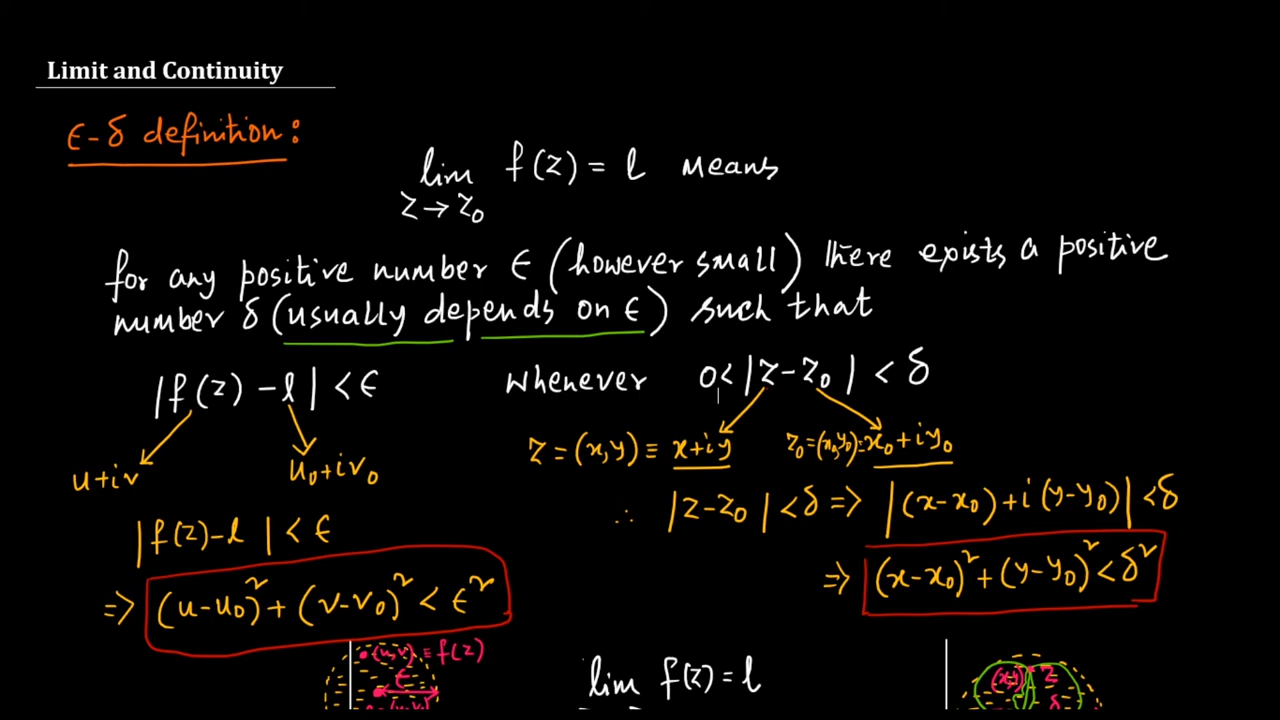 Limit and Continuity
ϵ-δ definition:
lim f(z) = l means
z→z₀
for any positive number ϵ (however small) there exists a positive
number δ (usually depends on ϵ) such that
|f(z) - l| < ϵ whenever 0 < |z - z₀| < δ
z = (x,y) ≡ x+iy z₀=(x₀,y₀)≡x₀+iy₀
u+iv u₀+iv₀
∴ |z-z₀| < δ => |(x-x₀)+i(y-y₀)| < δ
|f(z)-l| < ϵ
=> (x-x₀)²+(y-y₀)² < δ²
=> (u-u₀)²+(v-v₀)² < ϵ²
(u,v) ≡ f(z)
lim f(z) = l
(x,y) z
ϵ
δ